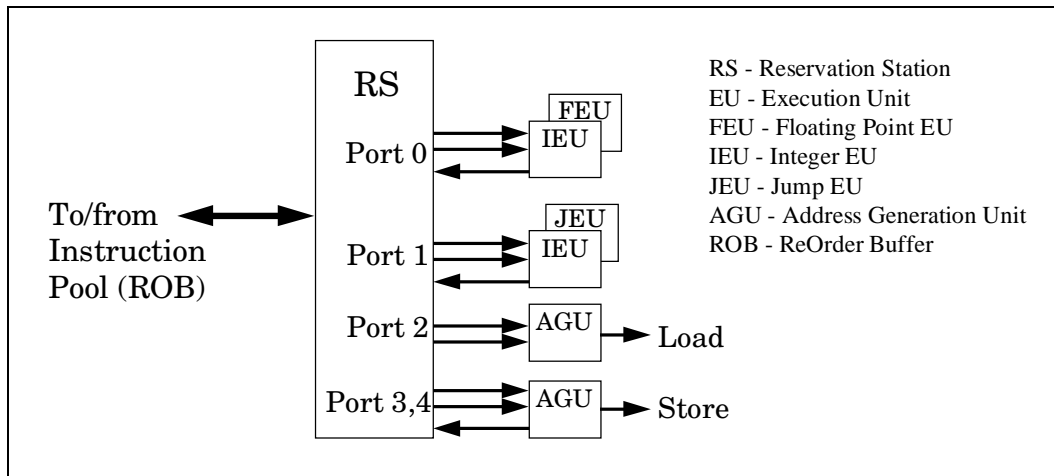 RS
Port 0
FEU
IEU
To/from
Instruction
Pool (ROB)
Port 1
JEU
IEU
Port 2
AGU
Load
Port 3,4
AGU
Store
RS - Reservation Station
EU - Execution Unit
FEU - Floating Point EU
IEU - Integer EU
JEU - Jump EU
AGU - Address Generation Unit
ROB - ReOrder Buffer